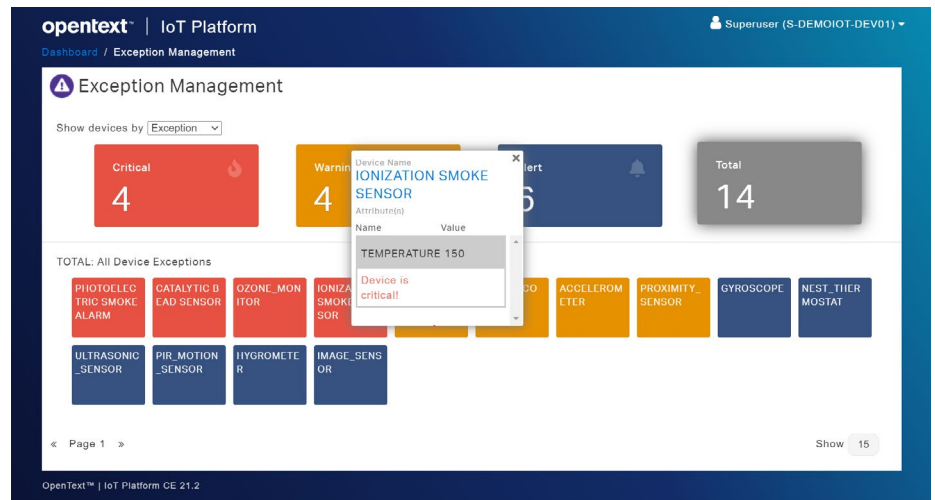 opentext™ | IoT Platform
Superuser (S-DEMOIOT-DEV01)
Dashboard / Exception Management
Exception Management
Show devices by Exception
Critical
4
Warnin
4
lert
6
Total
14
Device Name
IONIZATION SMOKE
SENSOR
Attribute(s)
Name Value
TEMPERATURE 150
Device is
critical!
TOTAL: All Device Exceptions
PHOTOELEC
TRIC SMOKE
ALARM
CATALYTIC B
EAD SENSOR
OZONE_MON
ITOR
IONIZA
SMOKE
SOR
CO
ACCELEROM
ETER
PROXIMITY_
SENSOR
GYROSCOPE
NEST_THER
MOSTAT
ULTRASONIC
_SENSOR
PIR_MOTION
_SENSOR
HYGROMETE
R
IMAGE_SENS
OR
« Page 1 »
Show 15
OpenText™ | IoT Platform CE 21.2